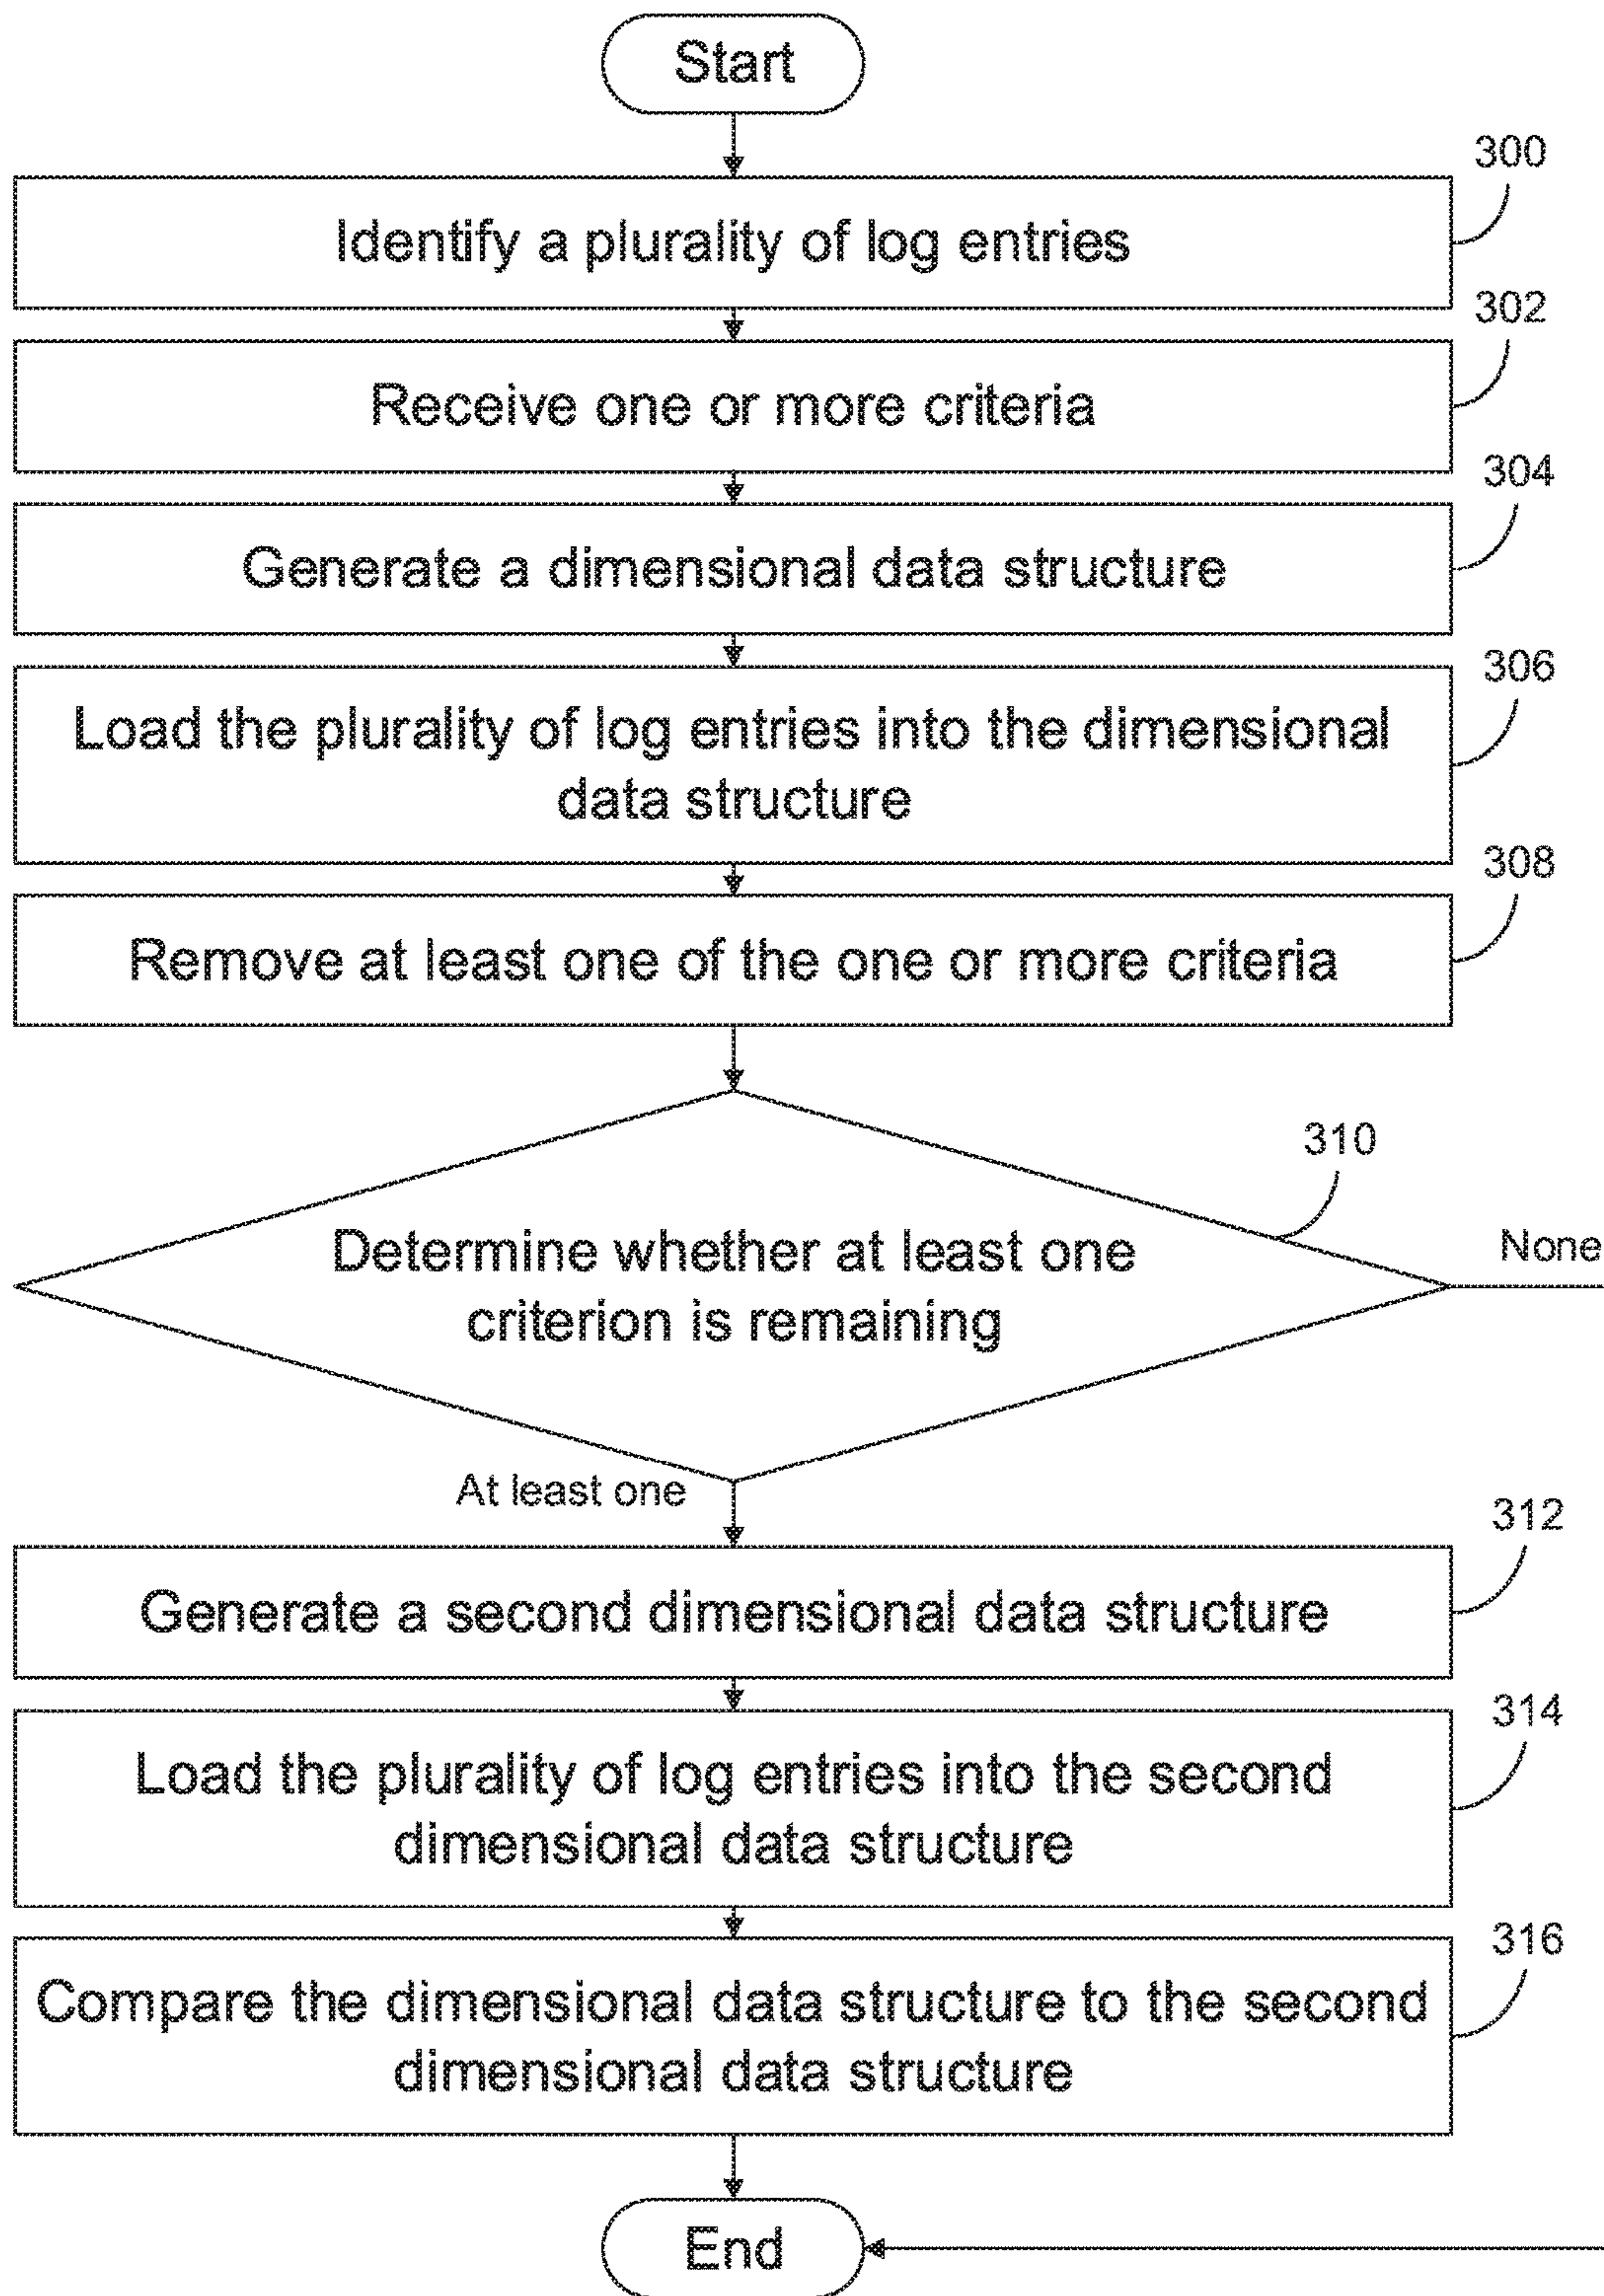 Start
300
Identify a plurality of log entries
302
Receive one or more criteria
304
Generate a dimensional data structure
306
Load the plurality of log entries into the dimensional
data structure
308
Remove at least one of the one or more criteria
310
Determine whether at least one
criterion is remaining
None
At least one
312
Generate a second dimensional data structure
314
Load the plurality of log entries into the second
dimensional data structure
316
Compare the dimensional data structure to the second
dimensional data structure
End